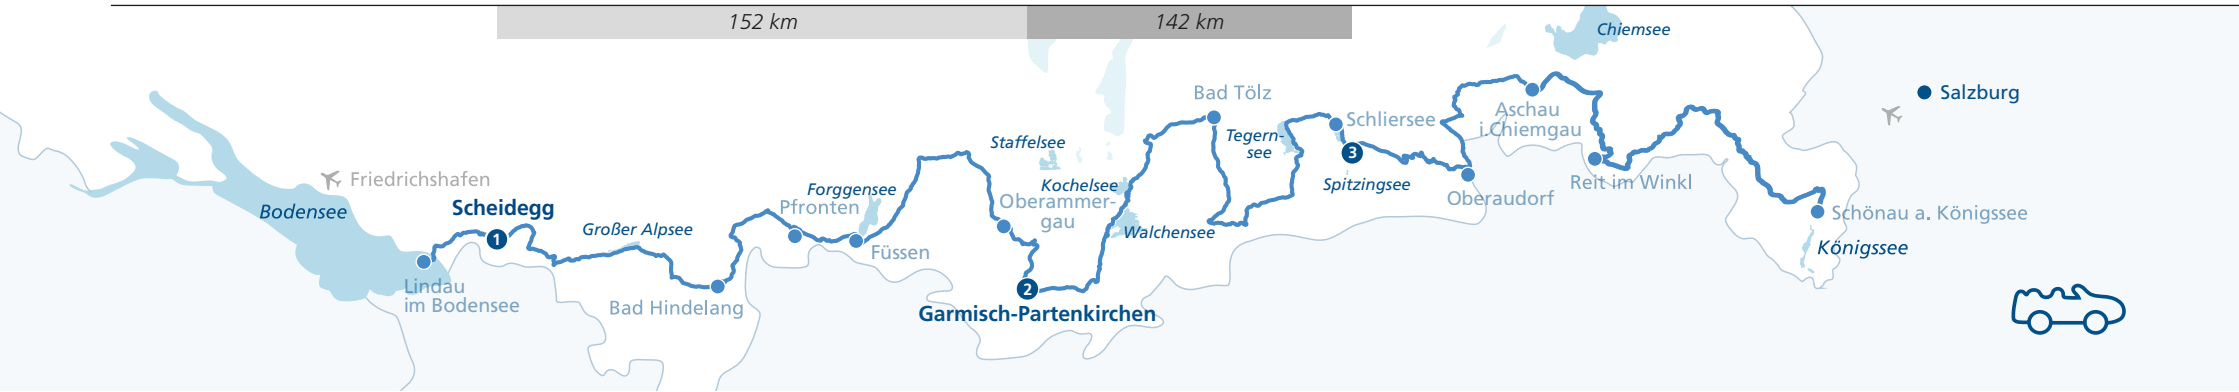 152 km
142 km
Chiemsee
Bad Tölz
Salzburg
Aschau
i.Chiemgau
Schliersee
Tegern-
see
Staffelsee
Friedrichshafen
Forggensee
Kochelsee
Spitzingsee
Reit im Winkl
Bodensee
Scheidegg
1
Pfronten
Oberammer-
gau
3
Oberaudorf
Schönau a. Königssee
Großer Alpsee
Walchensee
Königssee
Füssen
Lindau
im Bodensee
Bad Hindelang
2
Garmisch-Partenkirchen